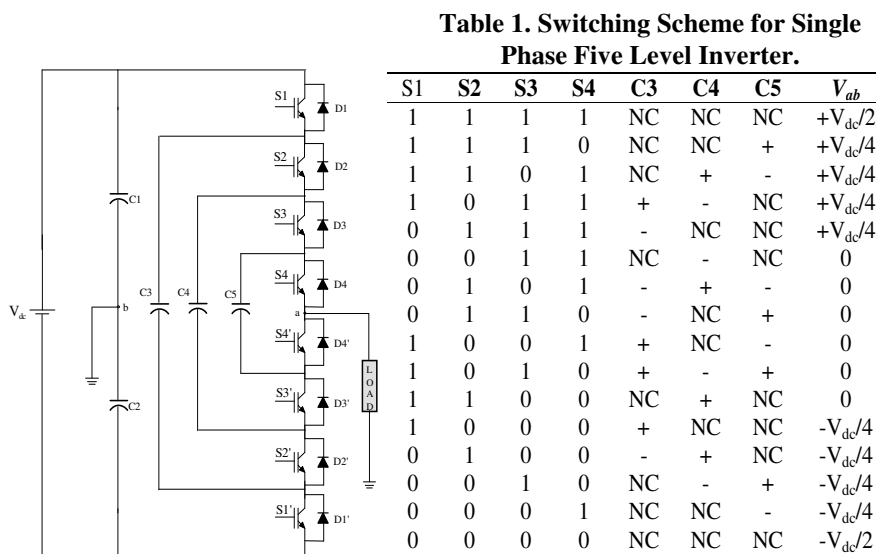 Table 1. Switching Scheme for Single
Phase Five Level Inverter.
S1 S2 S3 S4 C3 C4 C5 Vab
1 1 1 1 NC NC NC +Vdc/2
1 1 1 0 NC NC + +Vdc/4
1 1 0 1 NC + - +Vdc/4
1 0 1 1 + - NC +Vdc/4
0 1 1 1 - NC NC +Vdc/4
0 0 1 1 NC - NC 0
0 1 0 1 - + - 0
0 1 1 0 - NC + 0
1 0 0 1 + NC - 0
1 0 1 0 + - + 0
1 1 0 0 NC + NC 0
1 0 0 0 + NC NC -Vdc/4
0 1 0 0 - + NC -Vdc/4
0 0 1 0 NC - + -Vdc/4
0 0 0 1 NC NC - -Vdc/4
0 0 0 0 NC NC NC -Vdc/2
S1
D1
S2
D2
C1
S3
D3
S4
D4
C3
C4
C5
Vdc
b
a
S4'
D4'
LOAD
C2
S3'
D3'
S2'
D2'
S1'
D1'